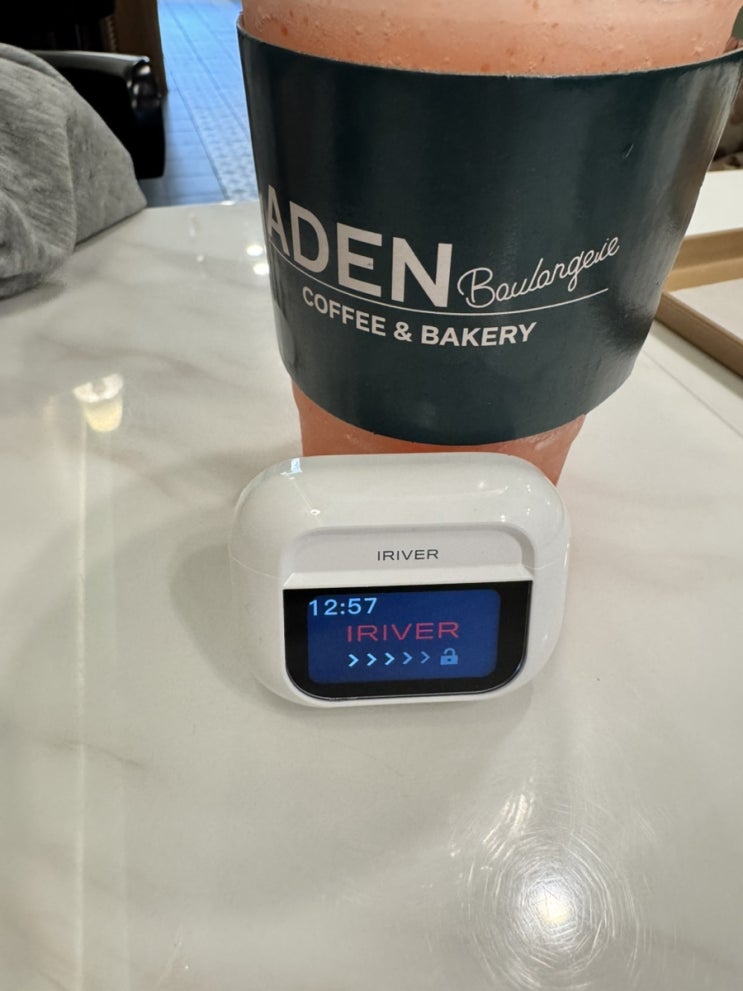 ADEN Boulangerie
COFFEE & BAKERY
IRIVER
12:57
IRIVER